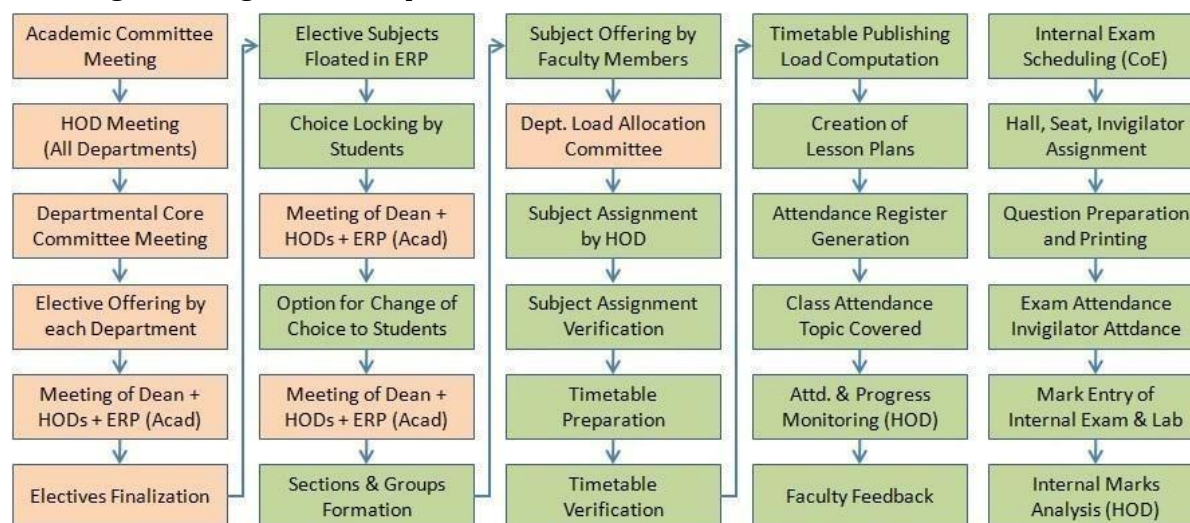 Academic Committee
Meeting
HOD Meeting
(All Departments)
Departmental Core
Committee Meeting
Elective Offering by
each Department
Meeting of Dean +
HODs + ERP (Acad)
Electives Finalization
Elective Subjects
Floated in ERP
Choice Locking by
Students
Meeting of Dean +
HODs + ERP (Acad)
Option for Change of
Choice to Students
Meeting of Dean +
HODs + ERP (Acad)
Sections & Groups
Formation
Subject Offering by
Faculty Members
Dept. Load Allocation
Committee
Subject Assignment
by HOD
Subject Assignment
Verification
Timetable
Preparation
Timetable
Verification
Timetable Publishing
Load Computation
Creation of
Lesson Plans
Attendance Register
Generation
Class Attendance
Topic Covered
Attd. & Progress
Monitoring (HOD)
Faculty Feedback
Internal Exam
Scheduling (CoE)
Hall, Seat, Invigilator
Assignment
Question Preparation
and Printing
Exam Attendance
Invigilator Attdance
Mark Entry of
Internal Exam & Lab
Internal Marks
Analysis (HOD)